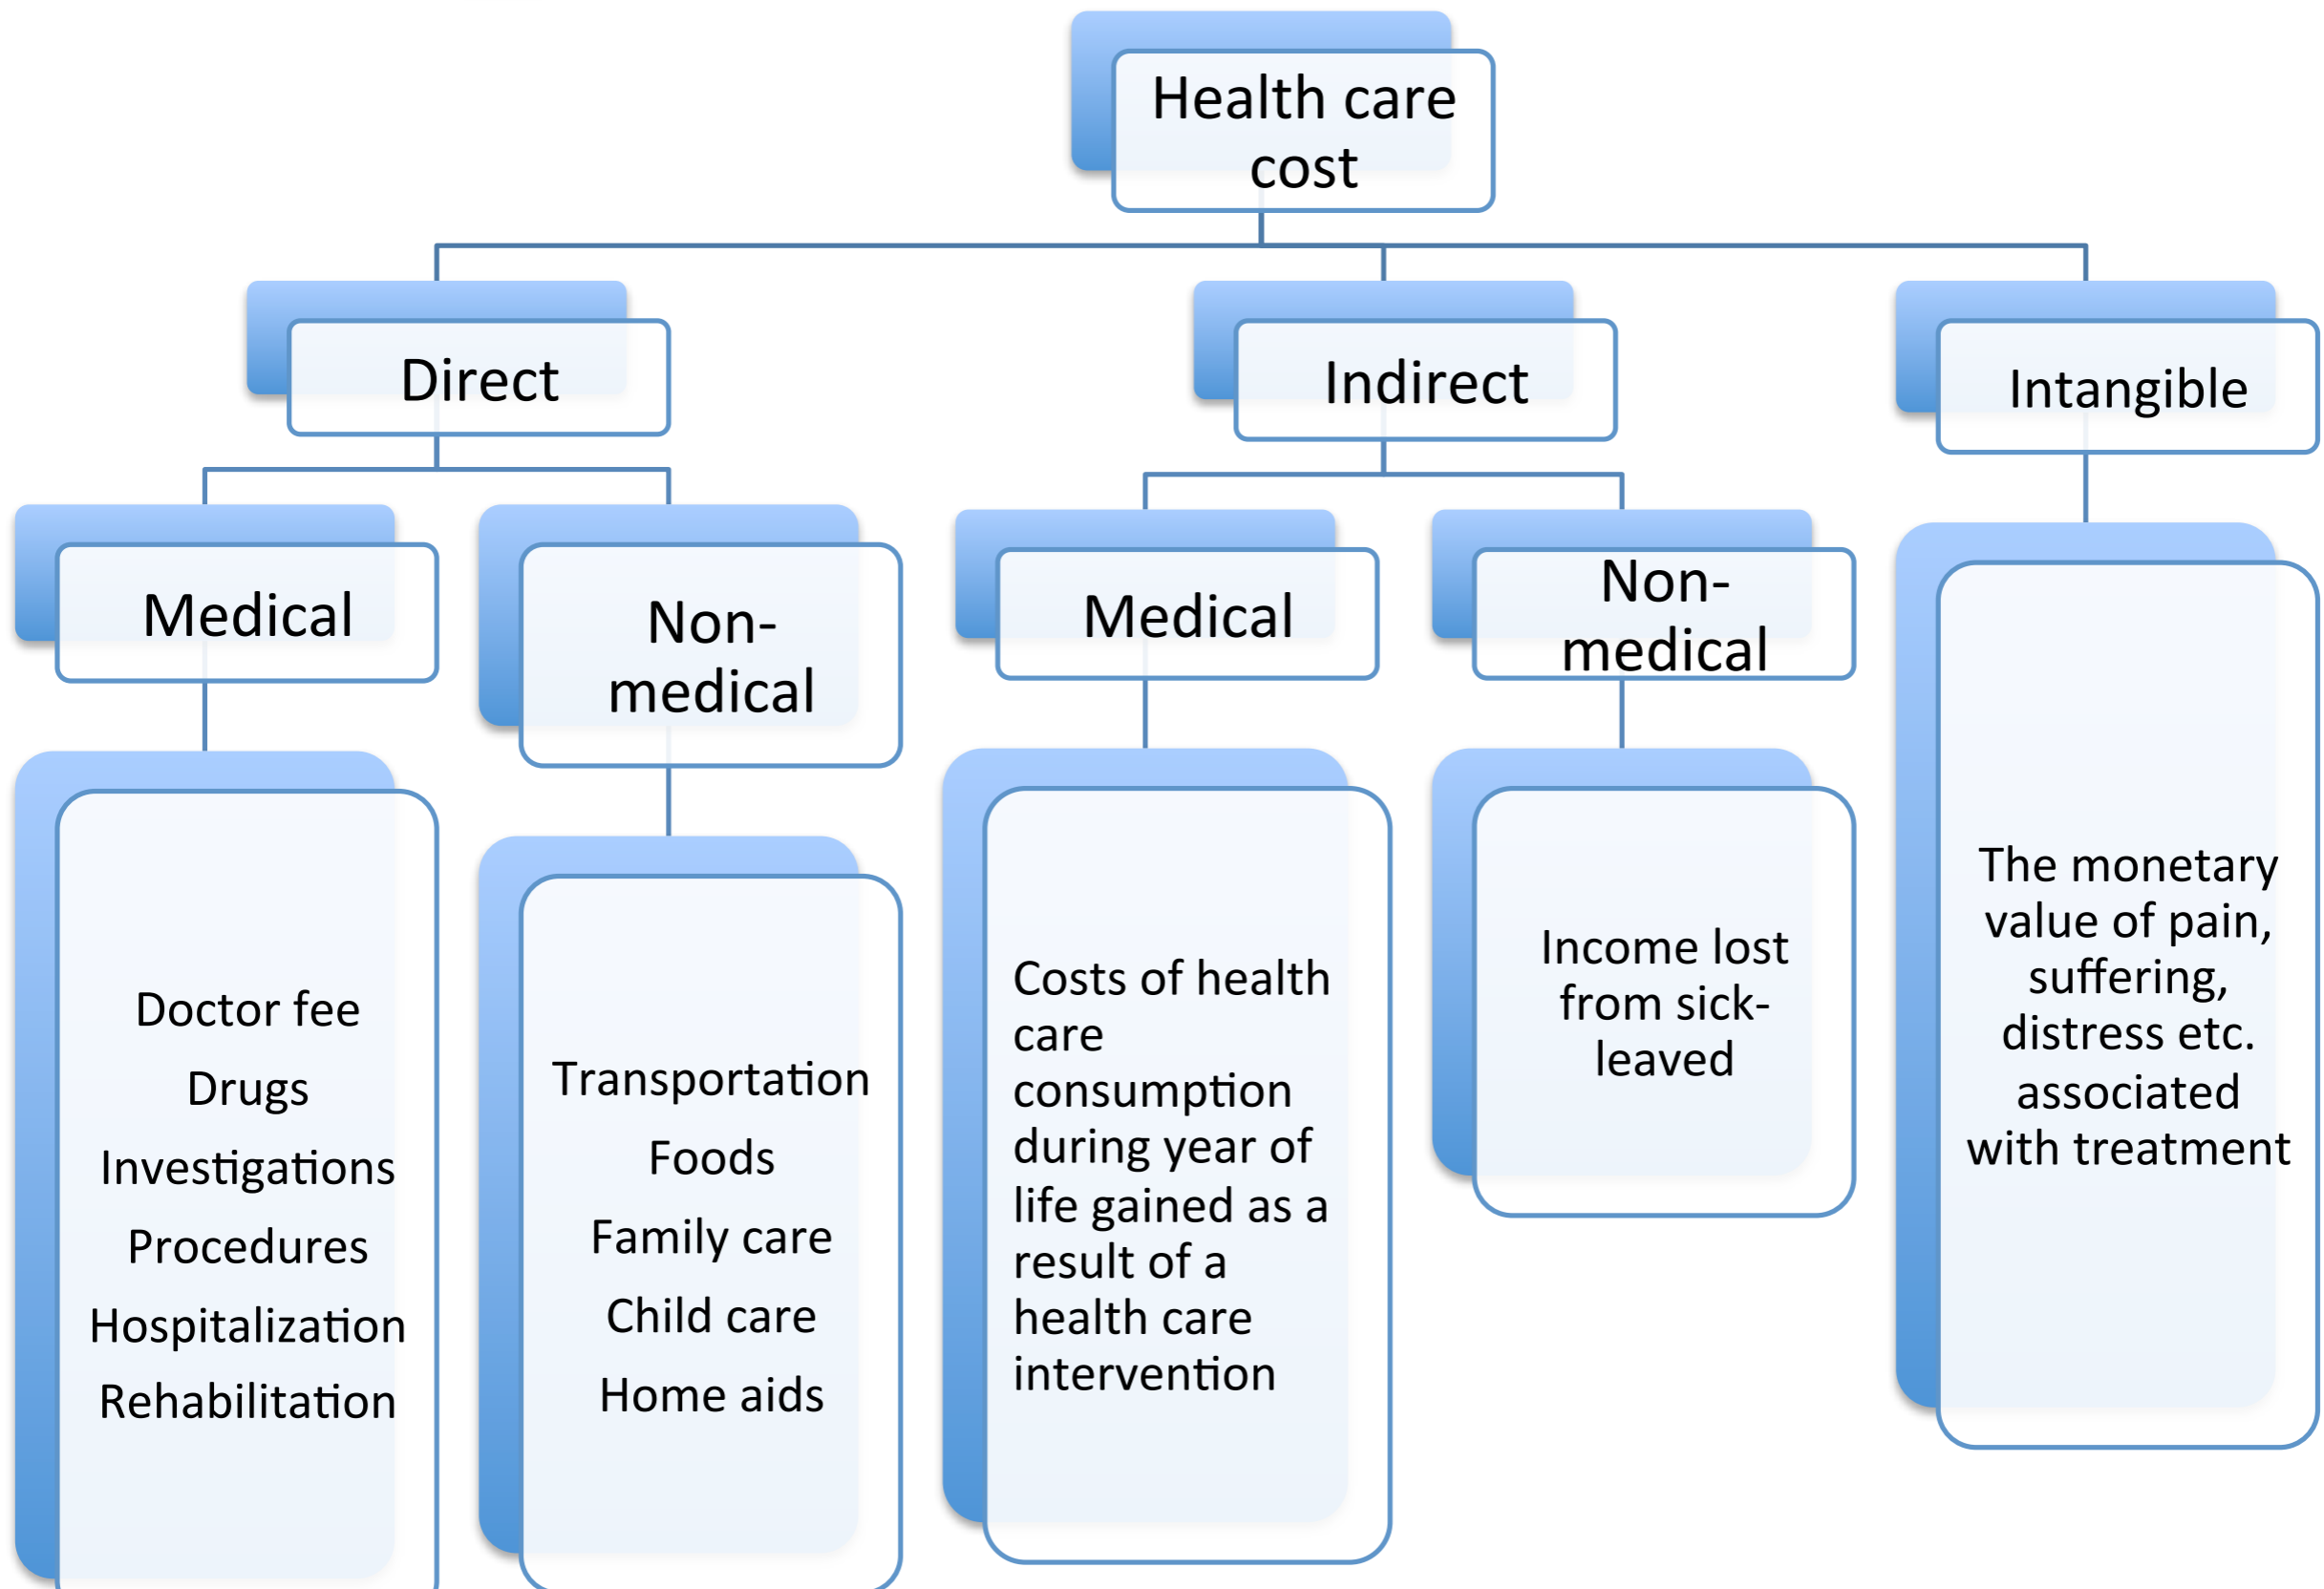 Health care
cost
Direct
Indirect
Intangible
Medical
Non-
medical
Medical
Non-
medical
Doctor fee
Drugs
Investigations
Procedures
Hospitalization
Rehabilitation
Transportation
Foods
Family care
Child care
Home aids
Costs of health
care
consumption
during year of
life gained as a
result of a
health care
intervention
Income lost
from sick-
leaved
The monetary
value of pain,
suffering,
distress etc.
associated
with treatment